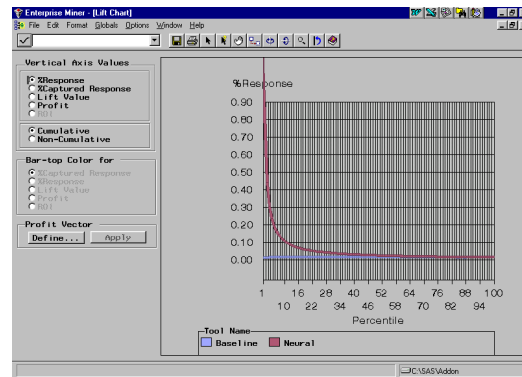 Enterprise Miner - [Lift Chart]
File Edit Format Globals Options Window Help
Vertical Axis Values
%Response
%Captured Response
Lift Value
Profit
ROI
Cumulative
Non-Cumulative
Bar-top Color for
%Captured Response
%Response
Lift Value
Profit
ROI
Profit Vector
Define... Apply
%Response
0.90
0.80
0.70
0.60
0.50
0.40
0.30
0.20
0.10
0.00
1 16 28 40 52 64 76 88 100
10 22 34 46 58 70 82 94
Percentile
Tool Name
Baseline Neural
C:\SAS\Addon